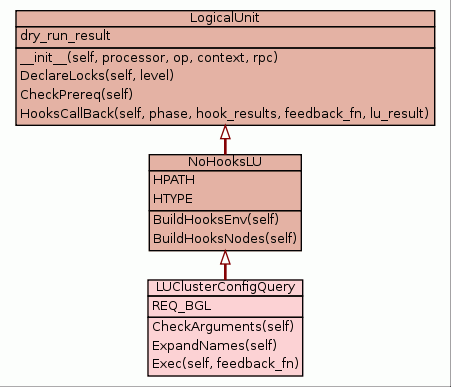 LogicalUnit
dry_run_result
__init__(self, processor, op, context, rpc)
DeclareLocks(self, level)
CheckPrereq(self)
HooksCallBack(self, phase, hook_results, feedback_fn, lu_result)
NoHooksLU
HPATH
HTYPE
BuildHooksEnv(self)
BuildHooksNodes(self)
LUClusterConfigQuery
REQ_BGL
CheckArguments(self)
ExpandNames(self)
Exec(self, feedback_fn)